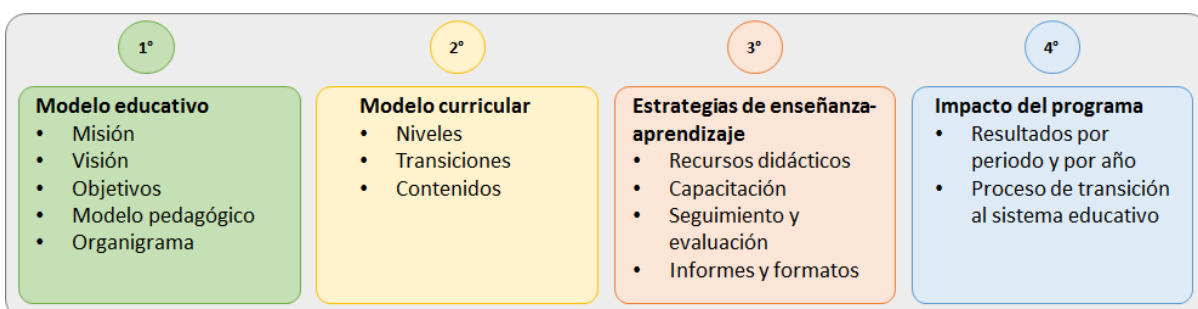 1°
2°
3°
4°
Modelo educativo
• Misión
• Visión
• Objetivos
• Modelo pedagógico
• Organigrama
Modelo curricular
• Niveles
• Transiciones
• Contenidos
Estrategias de enseñanza-
aprendizaje
• Recursos didácticos
• Capacitación
• Seguimiento y
evaluación
• Informes y formatos
Impacto del programa
• Resultados por
periodo y por año
• Proceso de transición
al sistema educativo